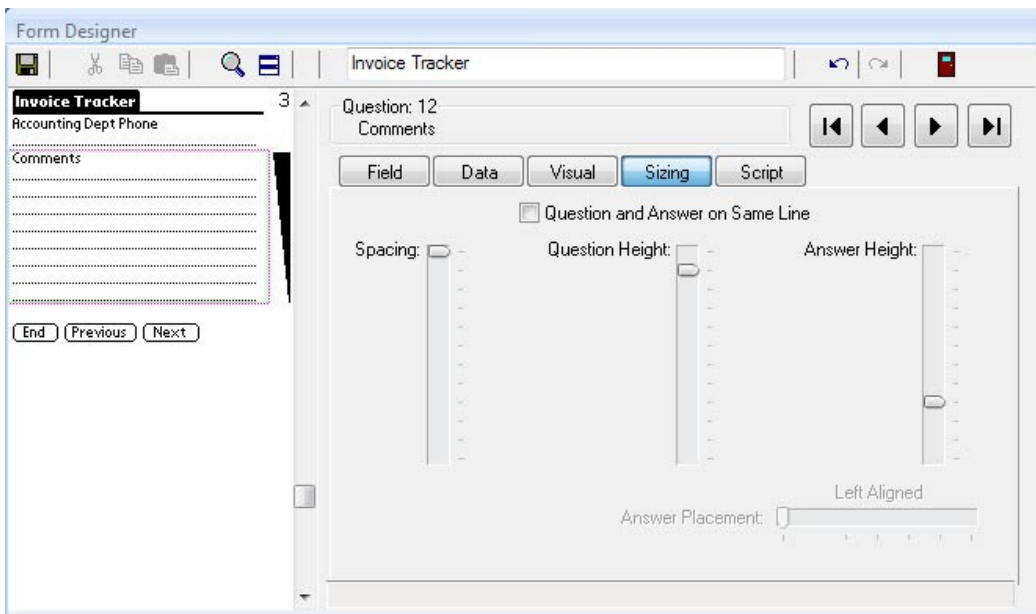 Form Designer
Invoice Tracker
Invoice Tracker 3
Accounting Dept Phone
Comments
End Previous Next
Question: 12
Comments
Field Data Visual Sizing Script
Question and Answer on Same Line
Spacing: Question Height: Answer Height:
Left Aligned
Answer Placement: